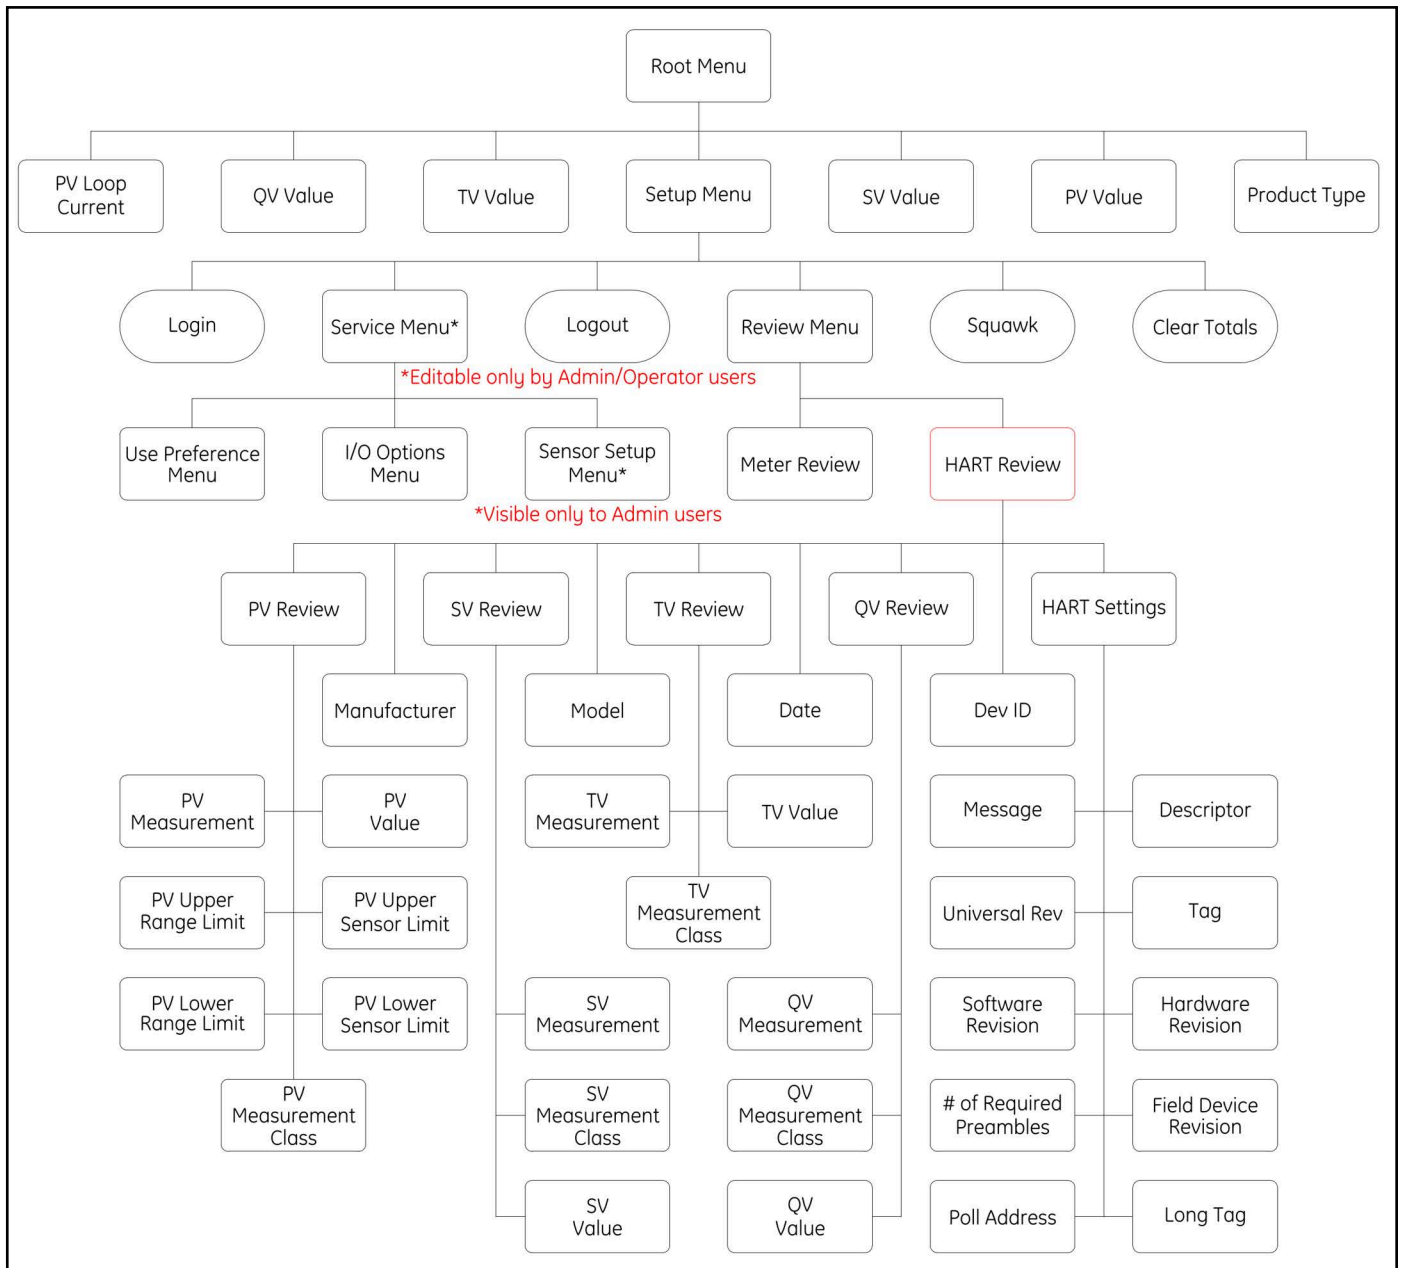 Root Menu
PV Loop
Current
QV Value
TV Value
Setup Menu
SV Value
PV Value
Product Type
Login
Service Menu*
Logout
Review Menu
Squawk
Clear Totals
*Editable only by Admin/Operator users
Use Preference
Menu
I/O Options
Menu
Sensor Setup
Menu*
Meter Review
HART Review
*Visible only to Admin users
PV Review
SV Review
TV Review
QV Review
HART Settings
Manufacturer
Model
Date
Dev ID
PV
Measurement
PV
Value
TV
Measurement
TV Value
Message
Descriptor
PV Upper
Range Limit
PV Upper
Sensor Limit
TV
Measurement
Class
Universal Rev
Tag
PV Lower
Range Limit
PV Lower
Sensor Limit
SV
Measurement
QV
Measurement
Software
Revision
Hardware
Revision
PV
Measurement
Class
SV
Measurement
Class
QV
Measurement
Class
# of Required
Preambles
Field Device
Revision
SV
Value
QV
Value
Poll Address
Long Tag